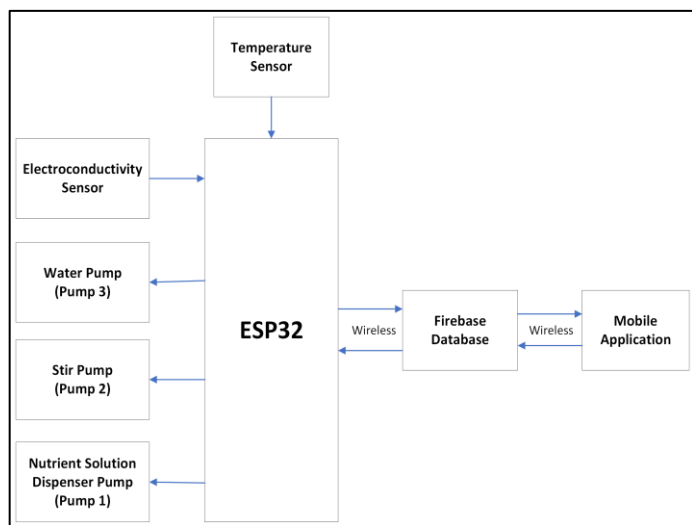 Temperature
Sensor
Electroconductivity
Sensor
Water Pump
(Pump 3)
ESP32
Wireless
Firebase
Database
Wireless
Mobile
Application
Stir Pump
(Pump 2)
Nutrient Solution
Dispenser Pump
(Pump 1)